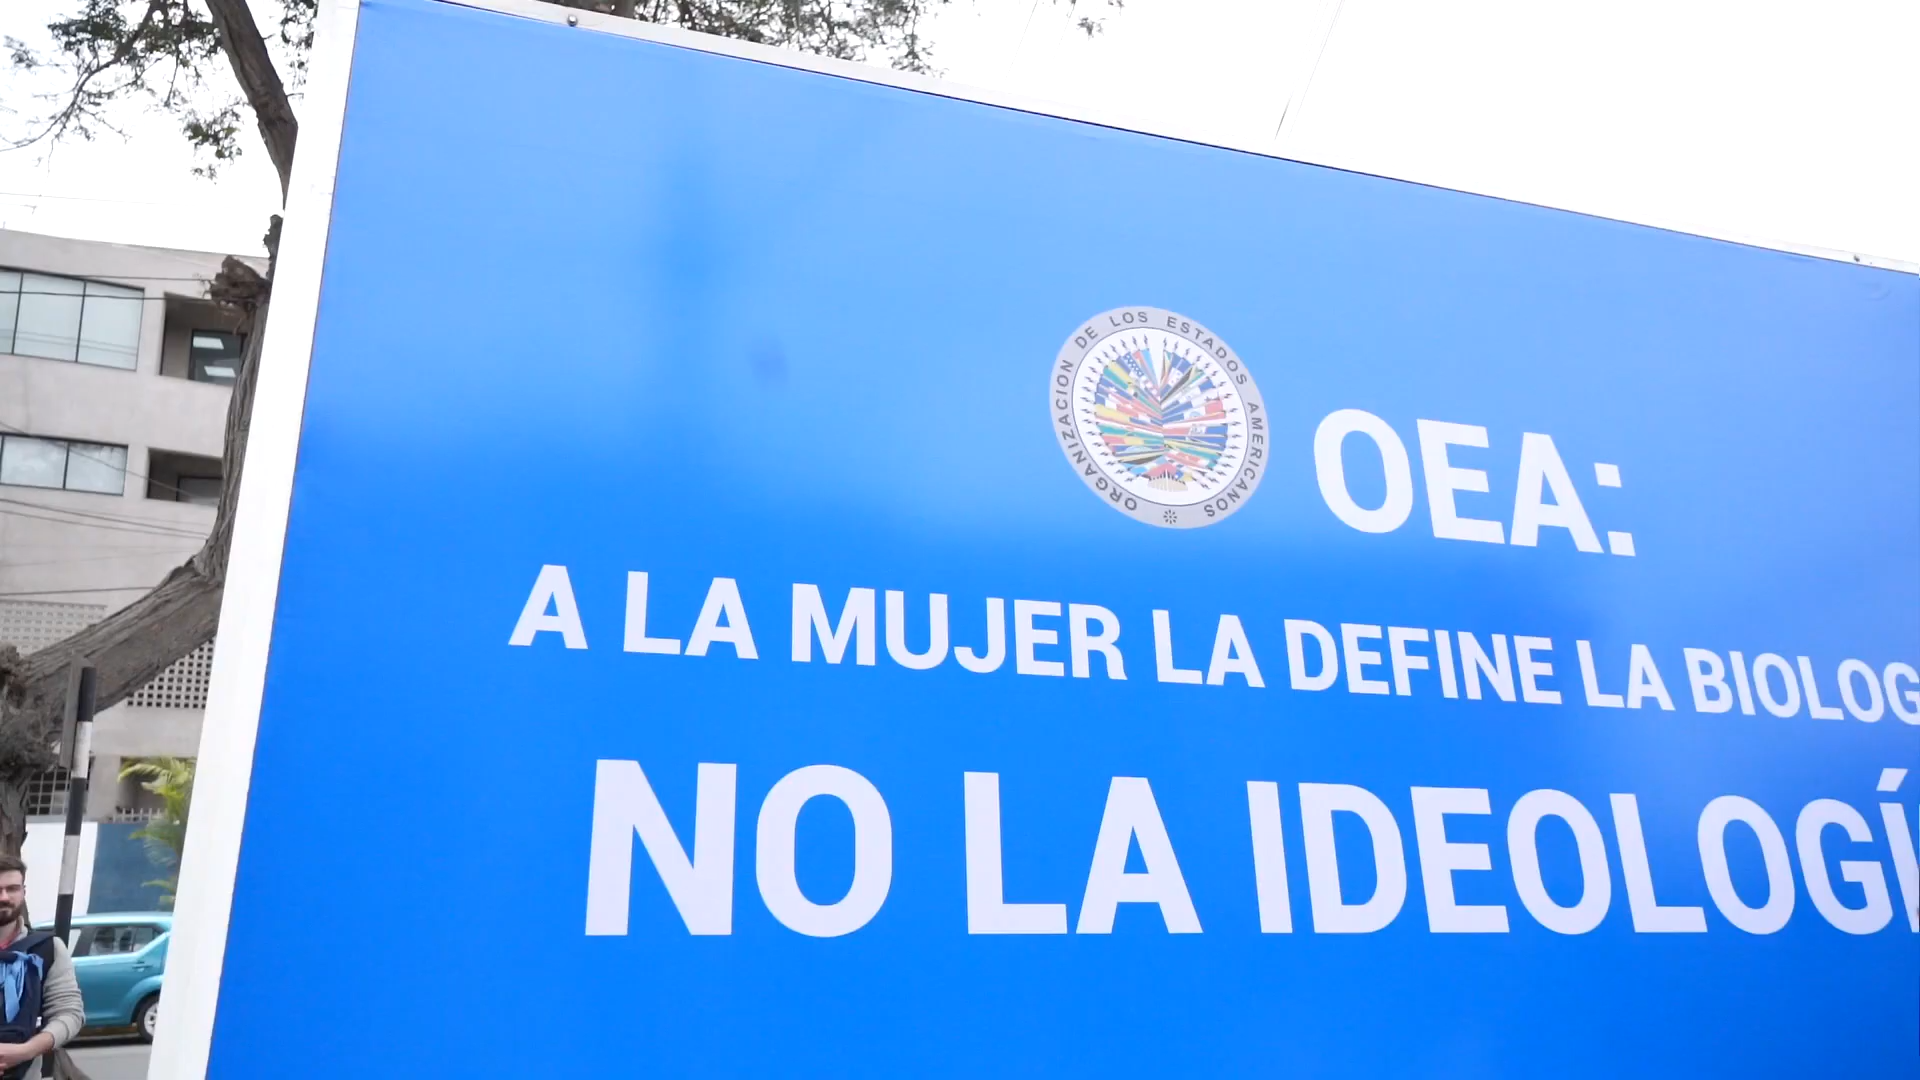 ORGANIZACION DE LOS ESTADOS AMERICANOS
OEA:
A LA MUJER LA DEFINE LA BIOLOG
NO LA IDEOLOGÍ